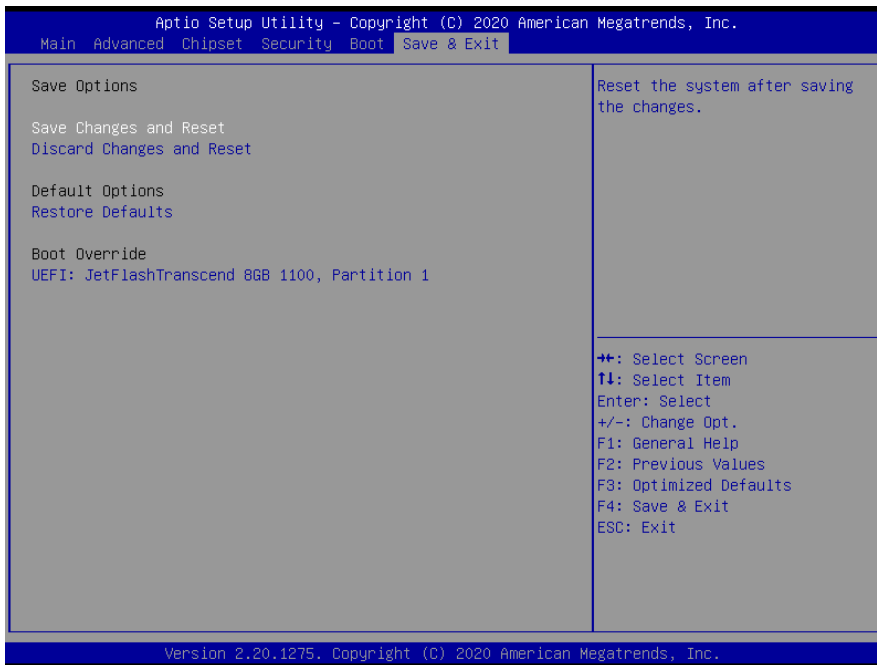 Aptio Setup Utility – Copyright (C) 2020 American Megatrends, Inc.
Main Advanced Chipset Security Boot Save & Exit
Save Options
Save Changes and Reset
Discard Changes and Reset
Default Options
Restore Defaults
Boot Override
UEFI: JetFlashTranscend 8GB 1100, Partition 1
Reset the system after saving
the changes.
→←: Select Screen
↑↓: Select Item
Enter: Select
+/-: Change Opt.
F1: General Help
F2: Previous Values
F3: Optimized Defaults
F4: Save & Exit
ESC: Exit
Version 2.20.1275. Copyright (C) 2020 American Megatrends, Inc.